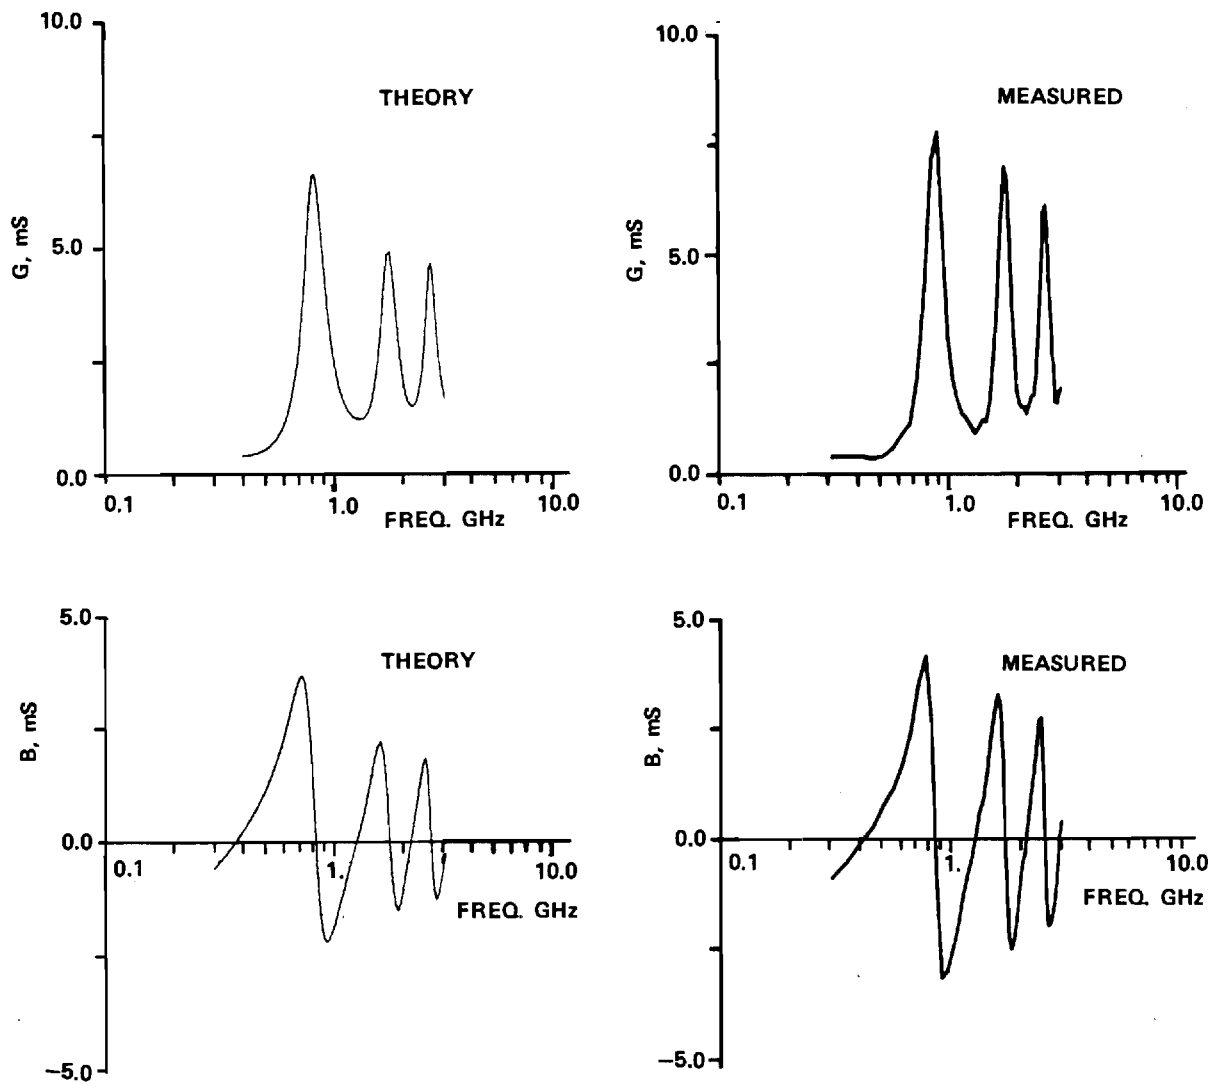 10.0
THEORY
5.0
G, mS
0.0
0.1
1.0
10.0
FREQ. GHz
10.0
MEASURED
5.0
G, mS
0.0
0.1
1.0
10.0
FREQ. GHz
5.0
THEORY
B, mS
0.0
0.1
1.
10.0
FREQ. GHz
−5.0
5.0
MEASURED
B, mS
0.0
0.1
1.
10.0
FREQ. GHz
−5.0